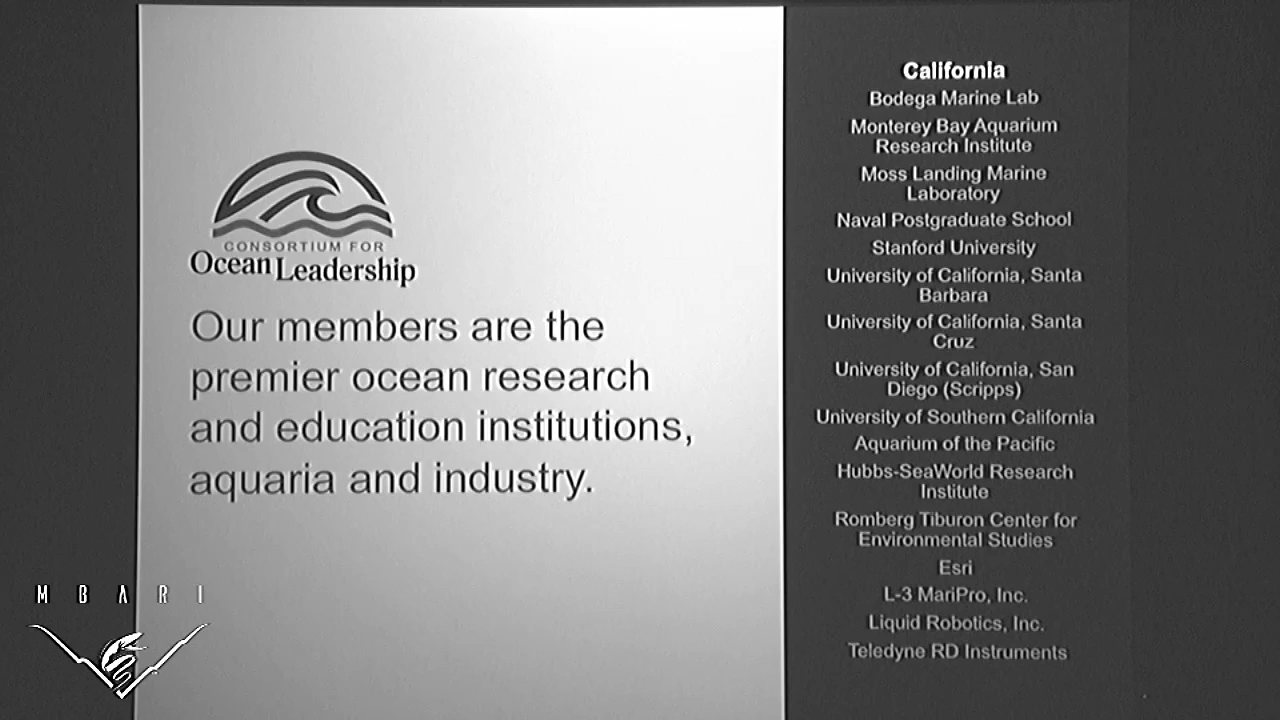 CONSORTIUM FOR
Ocean Leadership
Our members are the
premier ocean research
and education institutions,
aquaria and industry.
California
Bodega Marine Lab
Monterey Bay Aquarium
Research Institute
Moss Landing Marine
Laboratory
Naval Postgraduate School
Stanford University
University of California, Santa
Barbara
University of California, Santa
Cruz
University of California, San
Diego (Scripps)
University of Southern California
Aquarium of the Pacific
Hubbs-SeaWorld Research
Institute
Romberg Tiburon Center for
Environmental Studies
Esri
L-3 MariPro, Inc.
Liquid Robotics, Inc.
Teledyne RD Instruments
MBARI